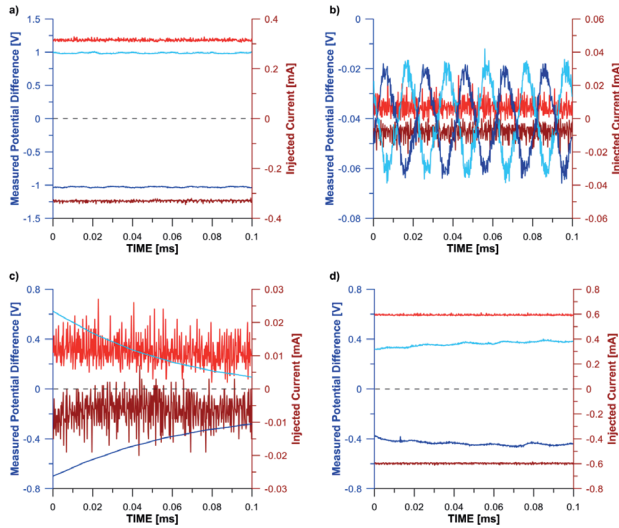 a)
1.5
1
0.5
0
-0.5
-1
-1.5
Measured Potential Difference [V]
0.4
0.2
0
-0.2
-0.4
Injected Current [mA]
0 0.02 0.04 0.06 0.08 0.1
TIME [ms]
b)
0
-0.02
-0.04
-0.06
-0.08
Measured Potential Difference [V]
0.06
0.04
0.02
0
-0.02
-0.04
-0.06
Injected Current [mA]
0 0.02 0.04 0.06 0.08 0.1
TIME [ms]
c)
0.8
0.4
0
-0.4
-0.8
Measured Potential Difference [V]
0.03
0.02
0.01
0
-0.01
-0.02
-0.03
Injected Current [mA]
0 0.02 0.04 0.06 0.08 0.1
TIME [ms]
d)
0.8
0.4
0
-0.4
-0.8
Measured Potential Difference [V]
0.8
0.6
0.4
0.2
0
-0.2
-0.4
-0.6
-0.8
Injected Current [mA]
0 0.02 0.04 0.06 0.08 0.1
TIME [ms]